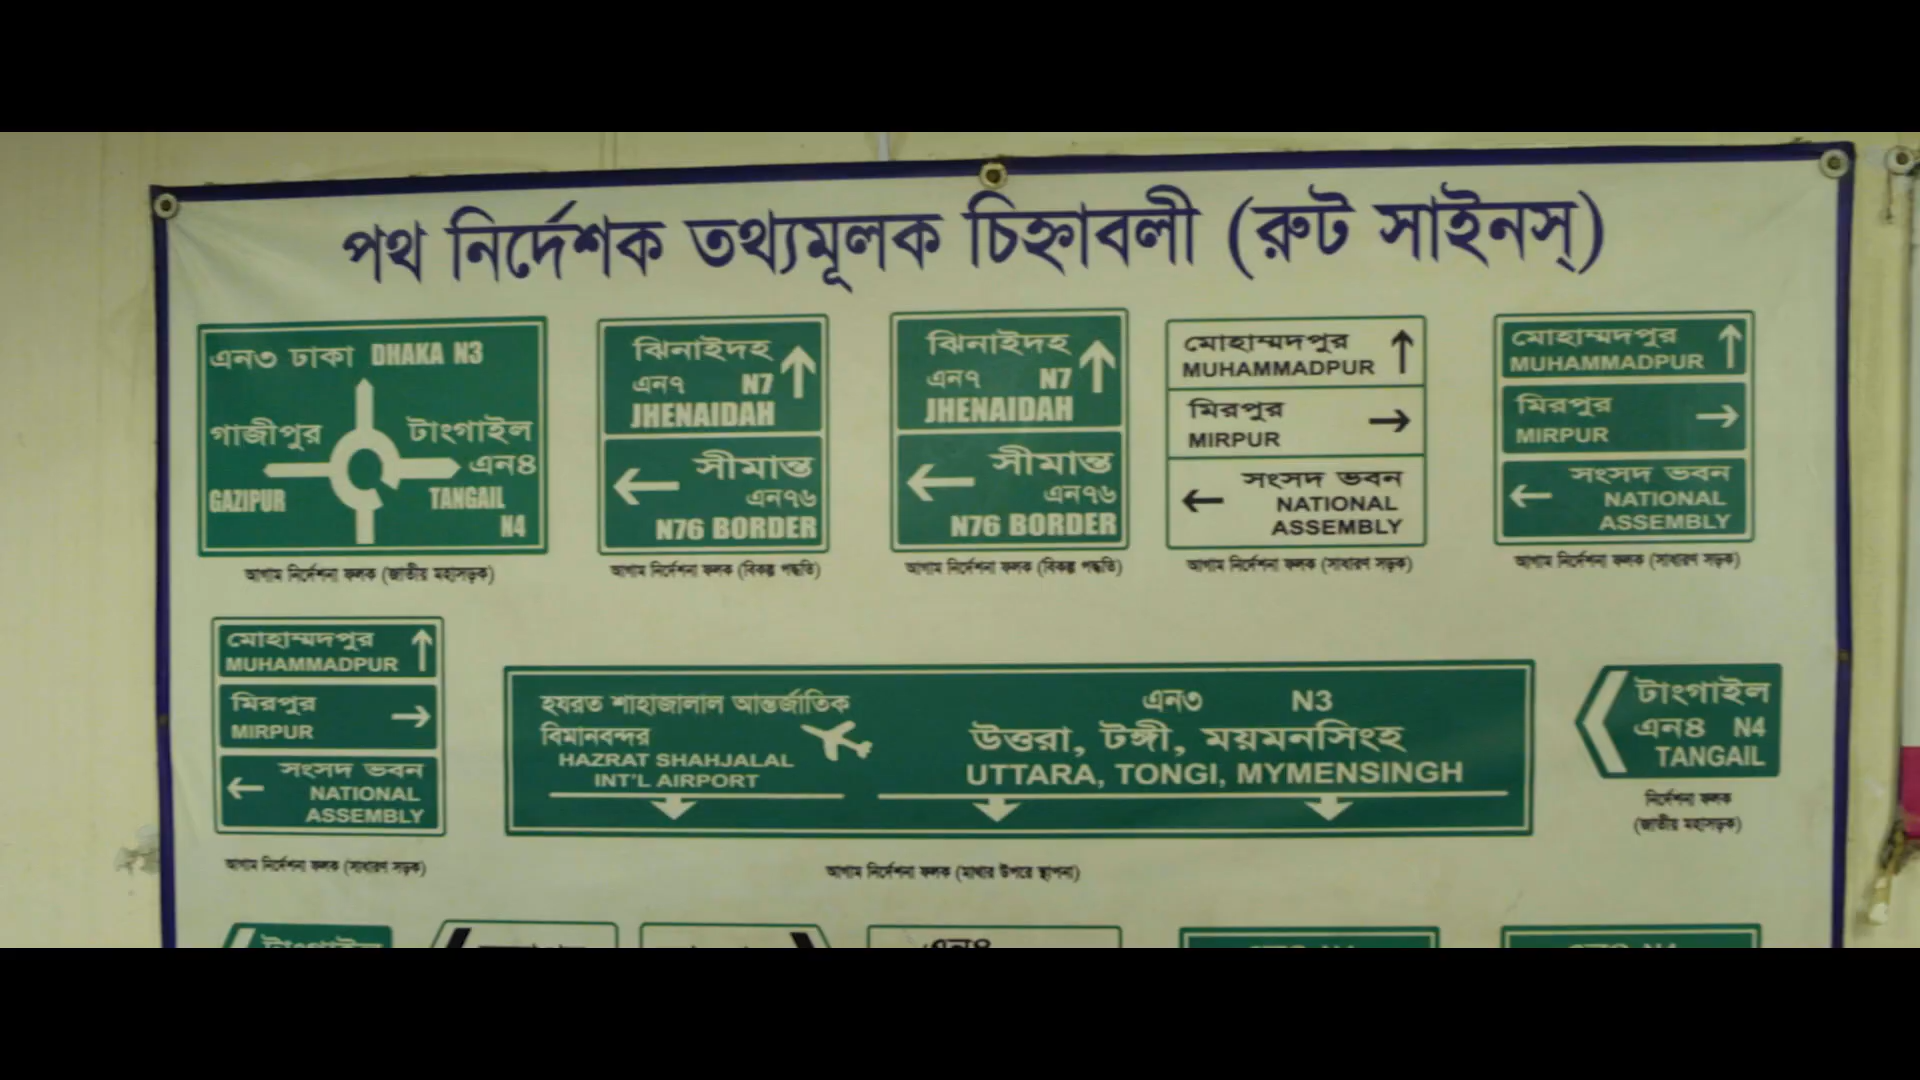 পথ নির্দেশক তথ্যমূলক চিহ্নাবলী (রুট সাইনস্)
এন৩ ঢাকা DHAKA N3
গাজীপুর টাংগাইল
এন৪
GAZIPUR TANGAIL
N4
আগাম নির্দেশনা ফলক (জাতীয় মহাসড়ক)
ঝিনাইদহ
এন৭ N7
JHENAIDAH
সীমান্ত
এন৭৬
N76 BORDER
আগাম নির্দেশনা ফলক (বিকল্প পদ্ধতি)
ঝিনাইদহ
এন৭ N7
JHENAIDAH
সীমান্ত
এন৭৬
N76 BORDER
আগাম নির্দেশনা ফলক (বিকল্প পদ্ধতি)
মোহাম্মদপুর
MUHAMMADPUR
মিরপুর
MIRPUR
সংসদ ভবন
NATIONAL
ASSEMBLY
আগাম নির্দেশনা ফলক (সাধারণ সড়ক)
মোহাম্মদপুর
MUHAMMADPUR
মিরপুর
MIRPUR
সংসদ ভবন
NATIONAL
ASSEMBLY
আগাম নির্দেশনা ফলক (সাধারণ সড়ক)
মোহাম্মদপুর
MUHAMMADPUR
মিরপুর
MIRPUR
সংসদ ভবন
NATIONAL
ASSEMBLY
আগাম নির্দেশনা ফলক (সাধারণ সড়ক)
হযরত শাহাজালাল আন্তর্জাতিক
বিমানবন্দর
HAZRAT SHAHJALAL
INT'L AIRPORT
এন৩ N3
উত্তরা, টঙ্গী, ময়মনসিংহ
UTTARA, TONGI, MYMENSINGH
আগাম নির্দেশনা ফলক (মাথার উপরে স্থাপনা)
টাংগাইল
এন৪ N4
TANGAIL
নির্দেশনা ফলক
(জাতীয় মহাসড়ক)
টাংগাইল
এন৪